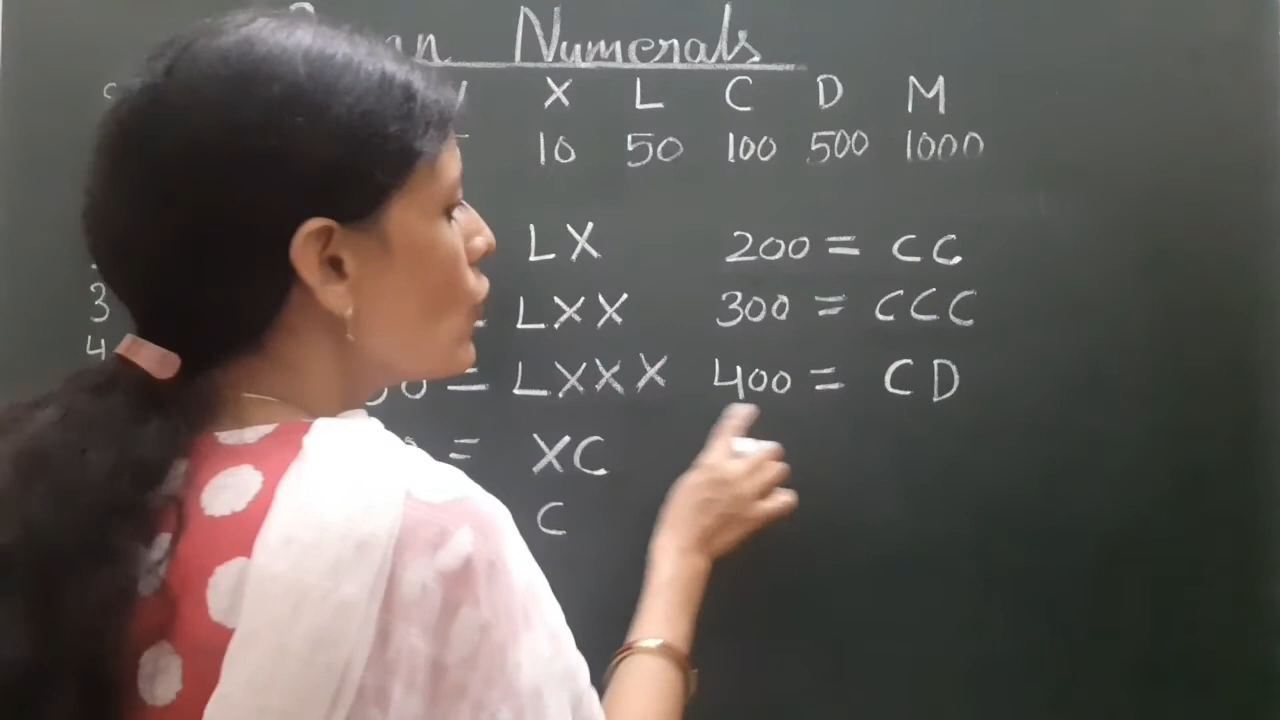 Numerals
X L C D M
10 50 100 500 1000
LX 200 = CC
3 LXX 300 = CCC
4 = LXXX 400 = CD
= XC
C